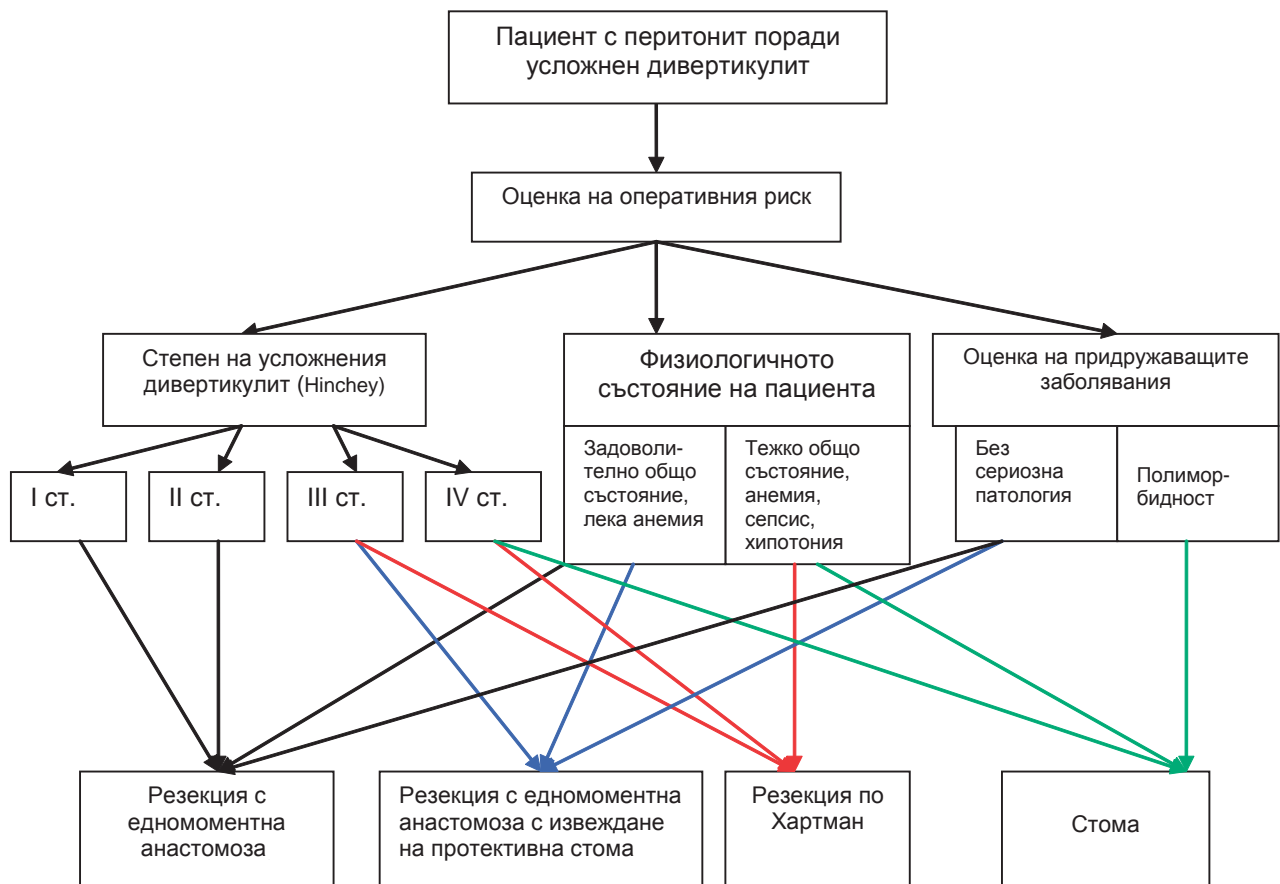 Пациент с перитонит поради
усложнен дивертикулит
Оценка на оперативния риск
Степен на усложнения
дивертикулит (Hinchey)
Физиологичното
състояние на пациента
Оценка на придружаващите
заболявания
I ст.
II ст.
III ст.
IV ст.
Задоволи-
телно общо
състояние,
лека анемия
Тежко общо
състояние,
анемия,
сепсис,
хипотония
Без
сериозна
патология
Полимор-
бидност
Резекция с
едномоментна
анастомоза
Резекция с едномоментна
анастомоза с извеждане
на протективна стома
Резекция по
Хартман
Стома